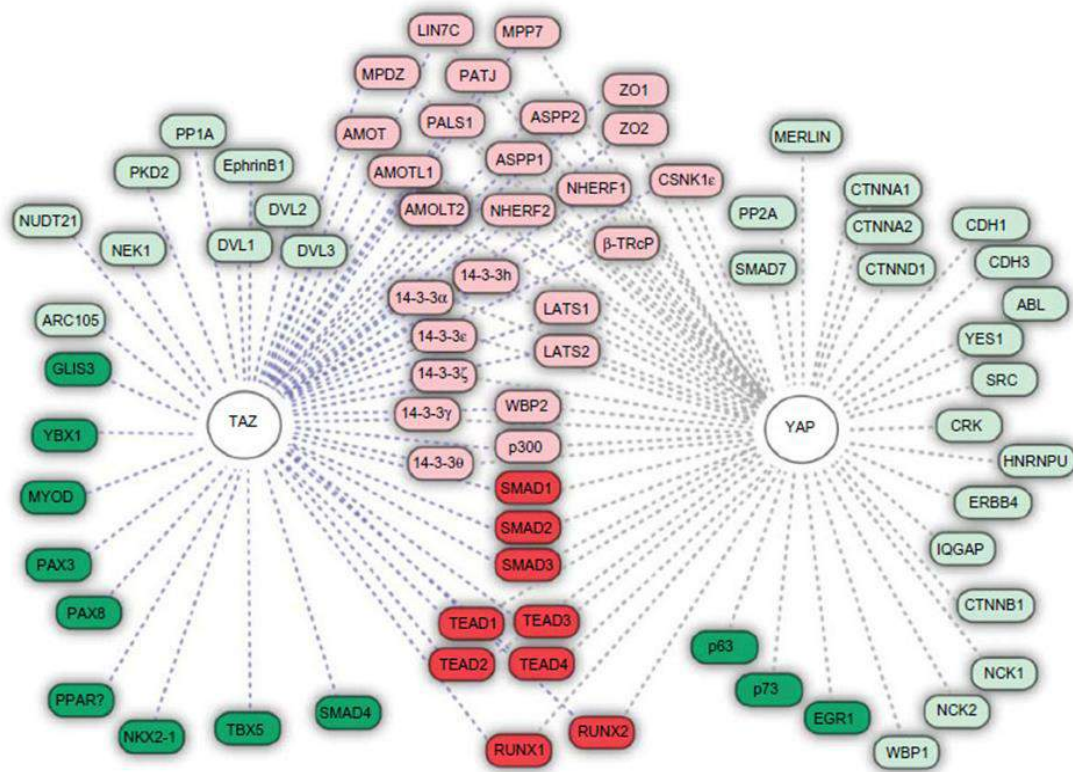 LIN7C
MPP7
MPDZ
PATJ
ZO1
PP1A
AMOT
PALS1
ASPP2
ZO2
MERLIN
PKD2
EphrinB1
AMOTL1
ASPP1
NHERF1
CSNK1ε
CTNNA1
NUDT21
DVL2
AMOLT2
NHERF2
PP2A
CTNNA2
CDH1
NEK1
DVL1
DVL3
β-TRcP
SMAD7
CTNND1
CDH3
14-3-3h
14-3-3α
ABL
ARC105
LATS1
GLIS3
14-3-3ε
LATS2
YES1
14-3-3ζ
SRC
TAZ
14-3-3γ
WBP2
YAP
CRK
YBX1
p300
14-3-3θ
HNRNPU
MYOD
SMAD1
ERBB4
SMAD2
IQGAP
PAX3
SMAD3
PAX8
CTNNB1
TEAD1
TEAD3
p63
TEAD2
TEAD4
NCK1
PPAR?
p73
NKX2-1
TBX5
SMAD4
EGR1
NCK2
RUNX1
RUNX2
WBP1